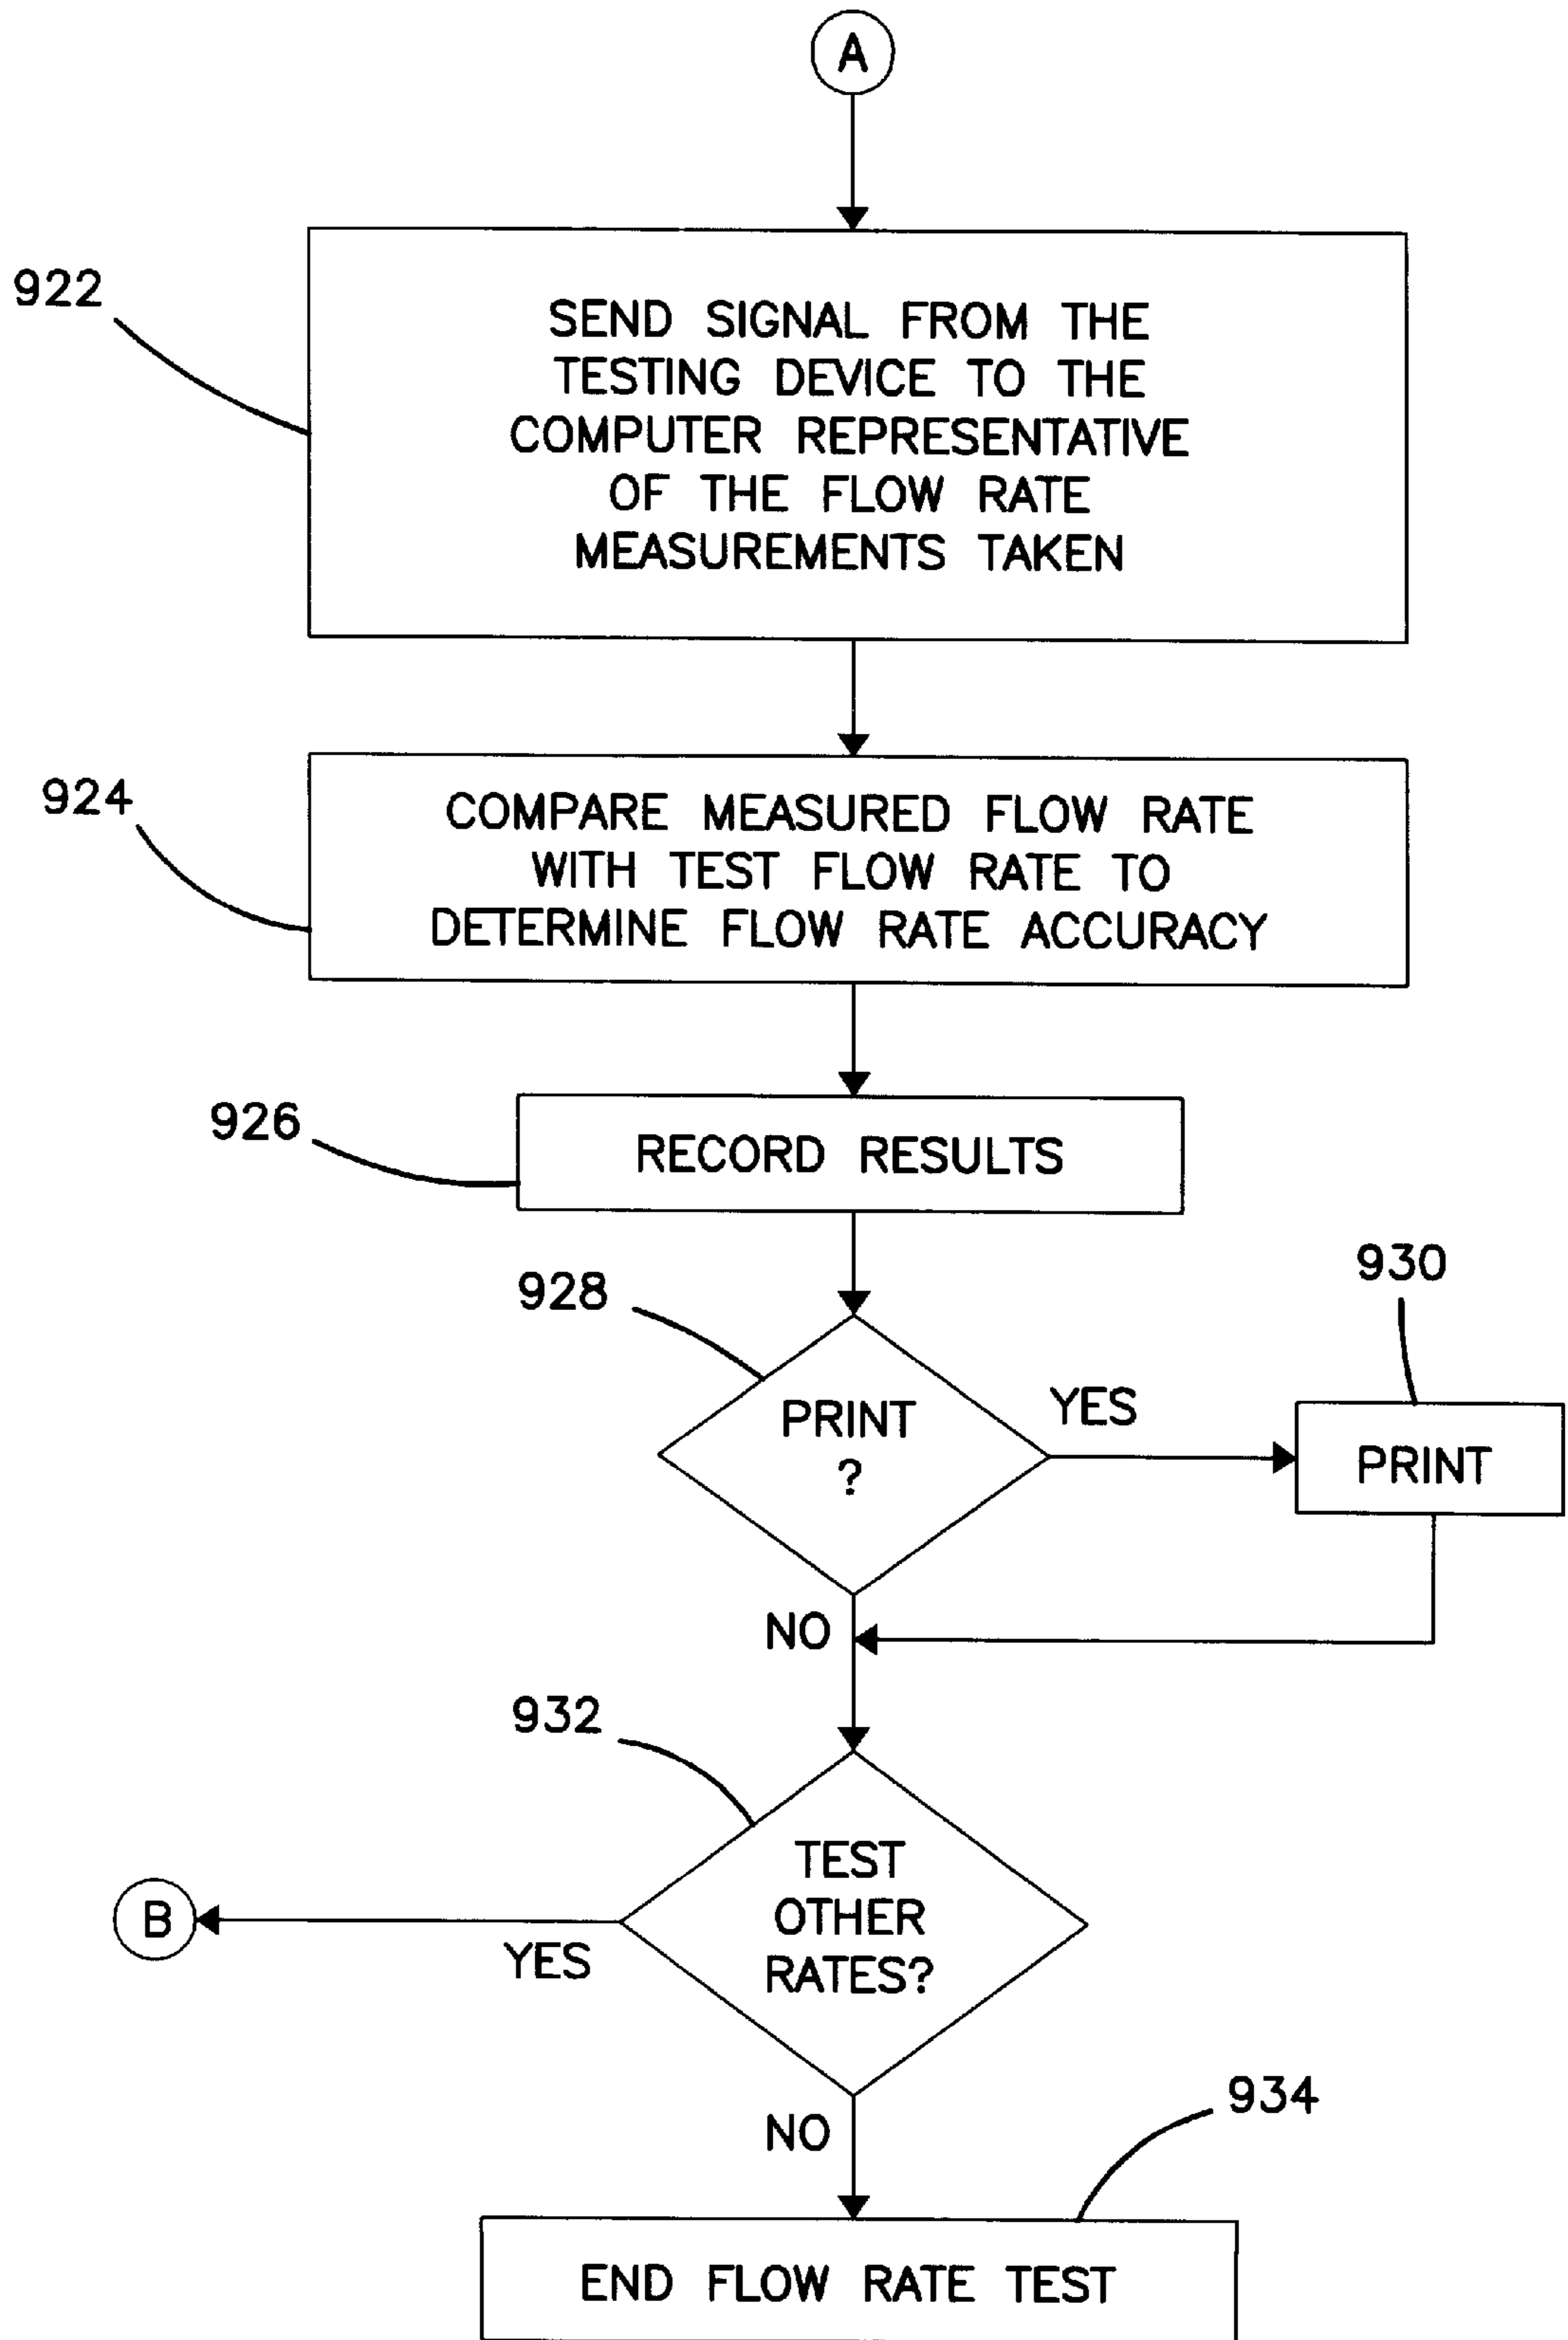 A
922
SEND SIGNAL FROM THE
TESTING DEVICE TO THE
COMPUTER REPRESENTATIVE
OF THE FLOW RATE
MEASUREMENTS TAKEN
924
COMPARE MEASURED FLOW RATE
WITH TEST FLOW RATE TO
DETERMINE FLOW RATE ACCURACY
926
RECORD RESULTS
928
PRINT
?
YES
930
PRINT
NO
932
TEST
OTHER
RATES?
YES
B
NO
934
END FLOW RATE TEST